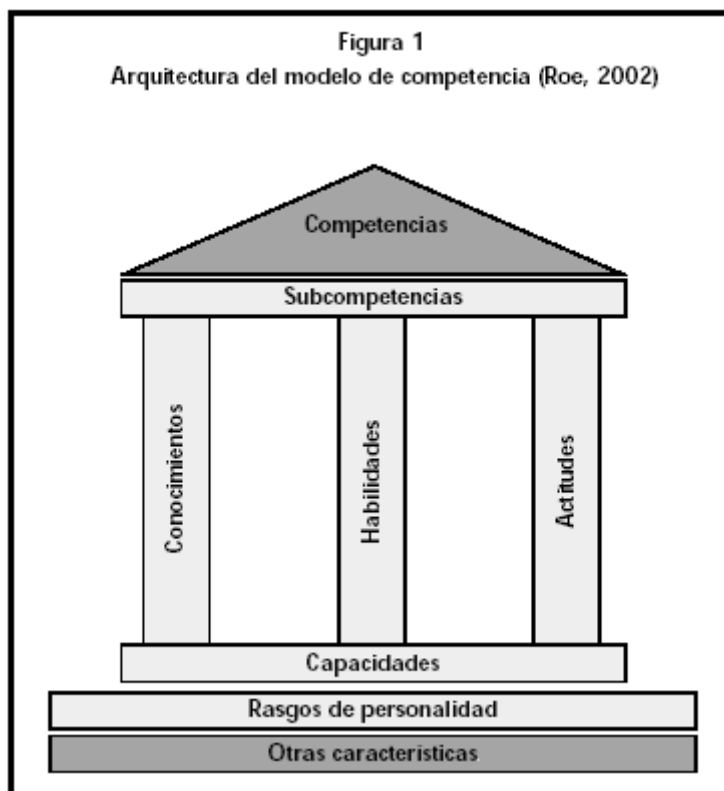 Figura 1
Arquitectura del modelo de competencia (Roe, 2002)
Competencias
Subcompetencias
Conocimientos
Habilidades
Actitudes
Capacidades
Rasgos de personalidad
Otras características